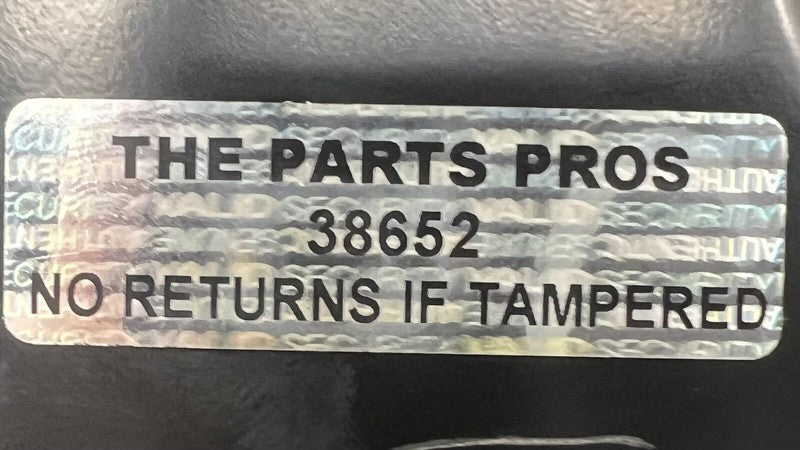 THE PARTS PROS
38652
NO RETURNS IF TAMPERED